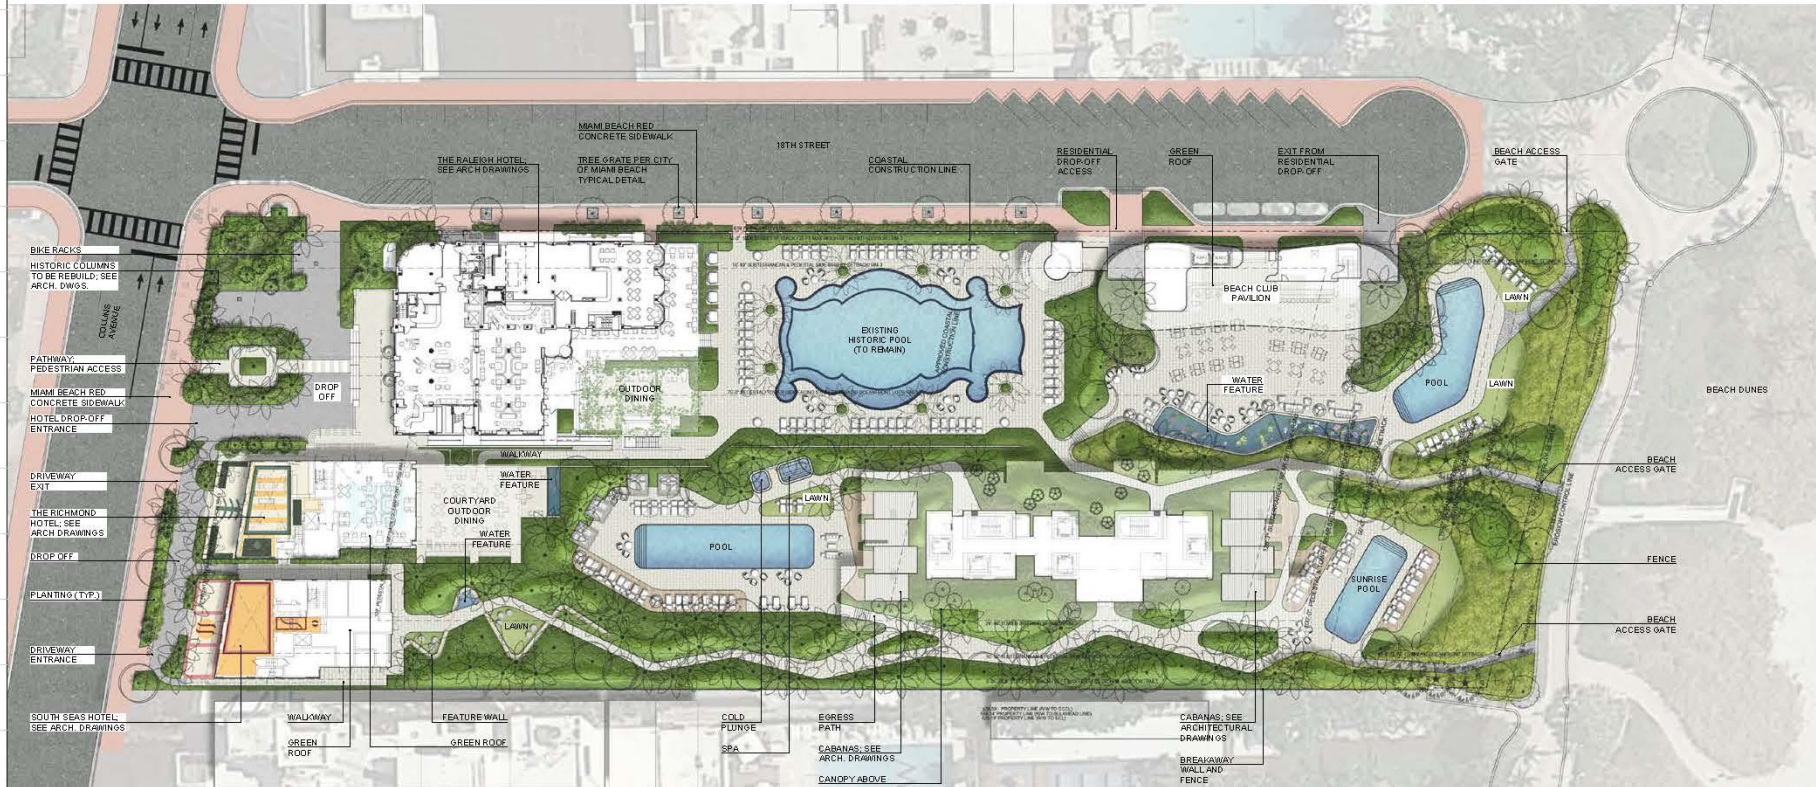 MIAMI BEACH RED
CONCRETE SIDEWALK
18TH STREET
THE RALEIGH HOTEL;
SEE ARCH DRAWINGS
TREE GRATE PER CITY
OF MIAMI BEACH
TYPICAL DETAIL
COASTAL
CONSTRUCTION LINE
RESIDENTIAL
DROP-OFF
ACCESS
GREEN
ROOF
EXIT FROM
RESIDENTIAL
DROP-OFF
BEACH ACCESS
GATE
BIKE RACKS
HISTORIC COLUMNS
TO BE REBUILD; SEE
ARCH. DWGS.
COLLINS
AVENUE
PATHWAY;
PEDESTRIAN ACCESS
MIAMI BEACH RED
CONCRETE SIDEWALK
HOTEL DROP-OFF
ENTRANCE
DROP
OFF
OUTDOOR
DINING
EXISTING
HISTORIC POOL
(TO REMAIN)
APPROVED COASTAL
CONSTRUCTION LINE
BEACH CLUB
PAVILION
LAWN
POOL
LAWN
WATER
FEATURE
BEACH DUNES
DRIVEWAY
EXIT
THE RICHMOND
HOTEL; SEE
ARCH DRAWINGS
DROP OFF
PLANTING (TYP.)
DRIVEWAY
ENTRANCE
SOUTH SEAS HOTEL;
SEE ARCH. DRAWINGS
WALKWAY
WATER
FEATURE
COURTYARD
OUTDOOR
DINING
WATER
FEATURE
LAWN
POOL
LAWN
SUNRISE
POOL
BEACH
ACCESS GATE
EROSION CONTROL LINE
FENCE
BEACH
ACCESS GATE
WALKWAY
GREEN
ROOF
FEATURE WALL
GREEN ROOF
COLD
PLUNGE
SPA
EGRESS
PATH
CABANAS; SEE
ARCH. DRAWINGS
CANOPY ABOVE
CABANAS; SEE
ARCHITECTURAL
DRAWINGS
BREAKAWAY
WALL AND
FENCE